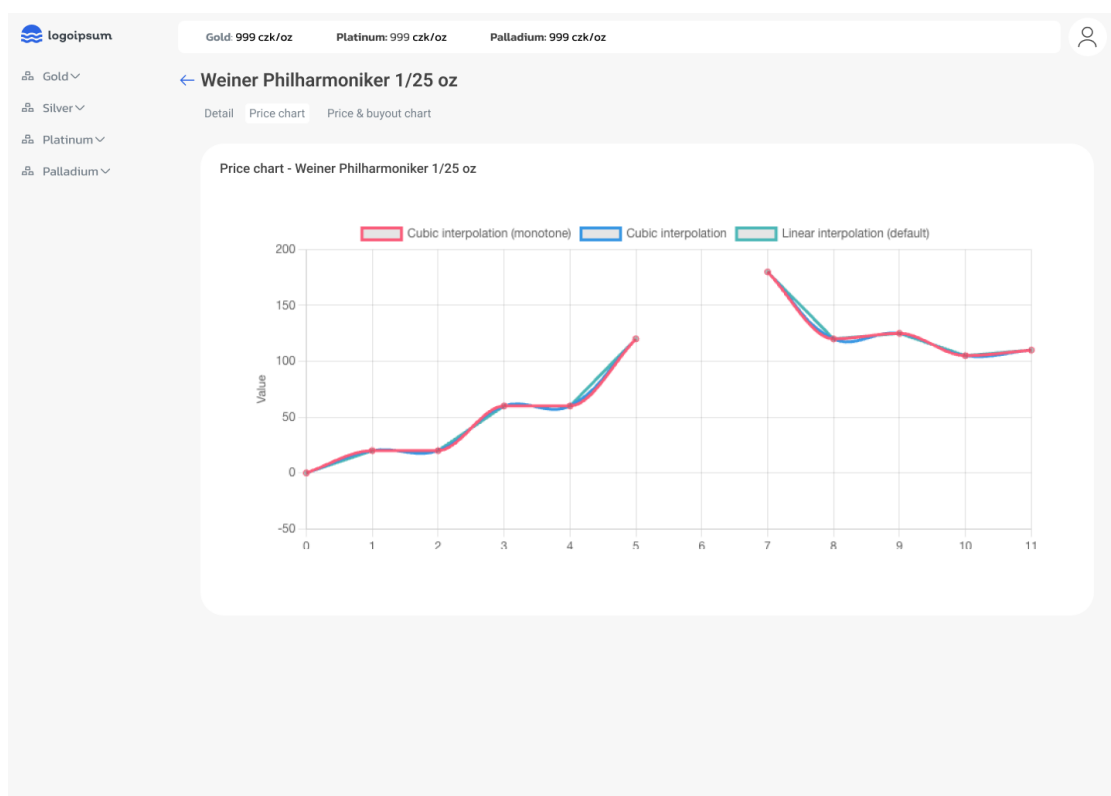 logoipsum
Gold: 999 czk/oz Platinum: 999 czk/oz Palladium: 999 czk/oz
Gold
Silver
Platinum
Palladium
Weiner Philharmoniker 1/25 oz
Detail Price chart Price & buyout chart
Price chart - Weiner Philharmoniker 1/25 oz
Cubic interpolation (monotone) Cubic interpolation Linear interpolation (default)
200
150
100
50
0
-50
Value
0 1 2 3 4 5 6 7 8 9 10 11